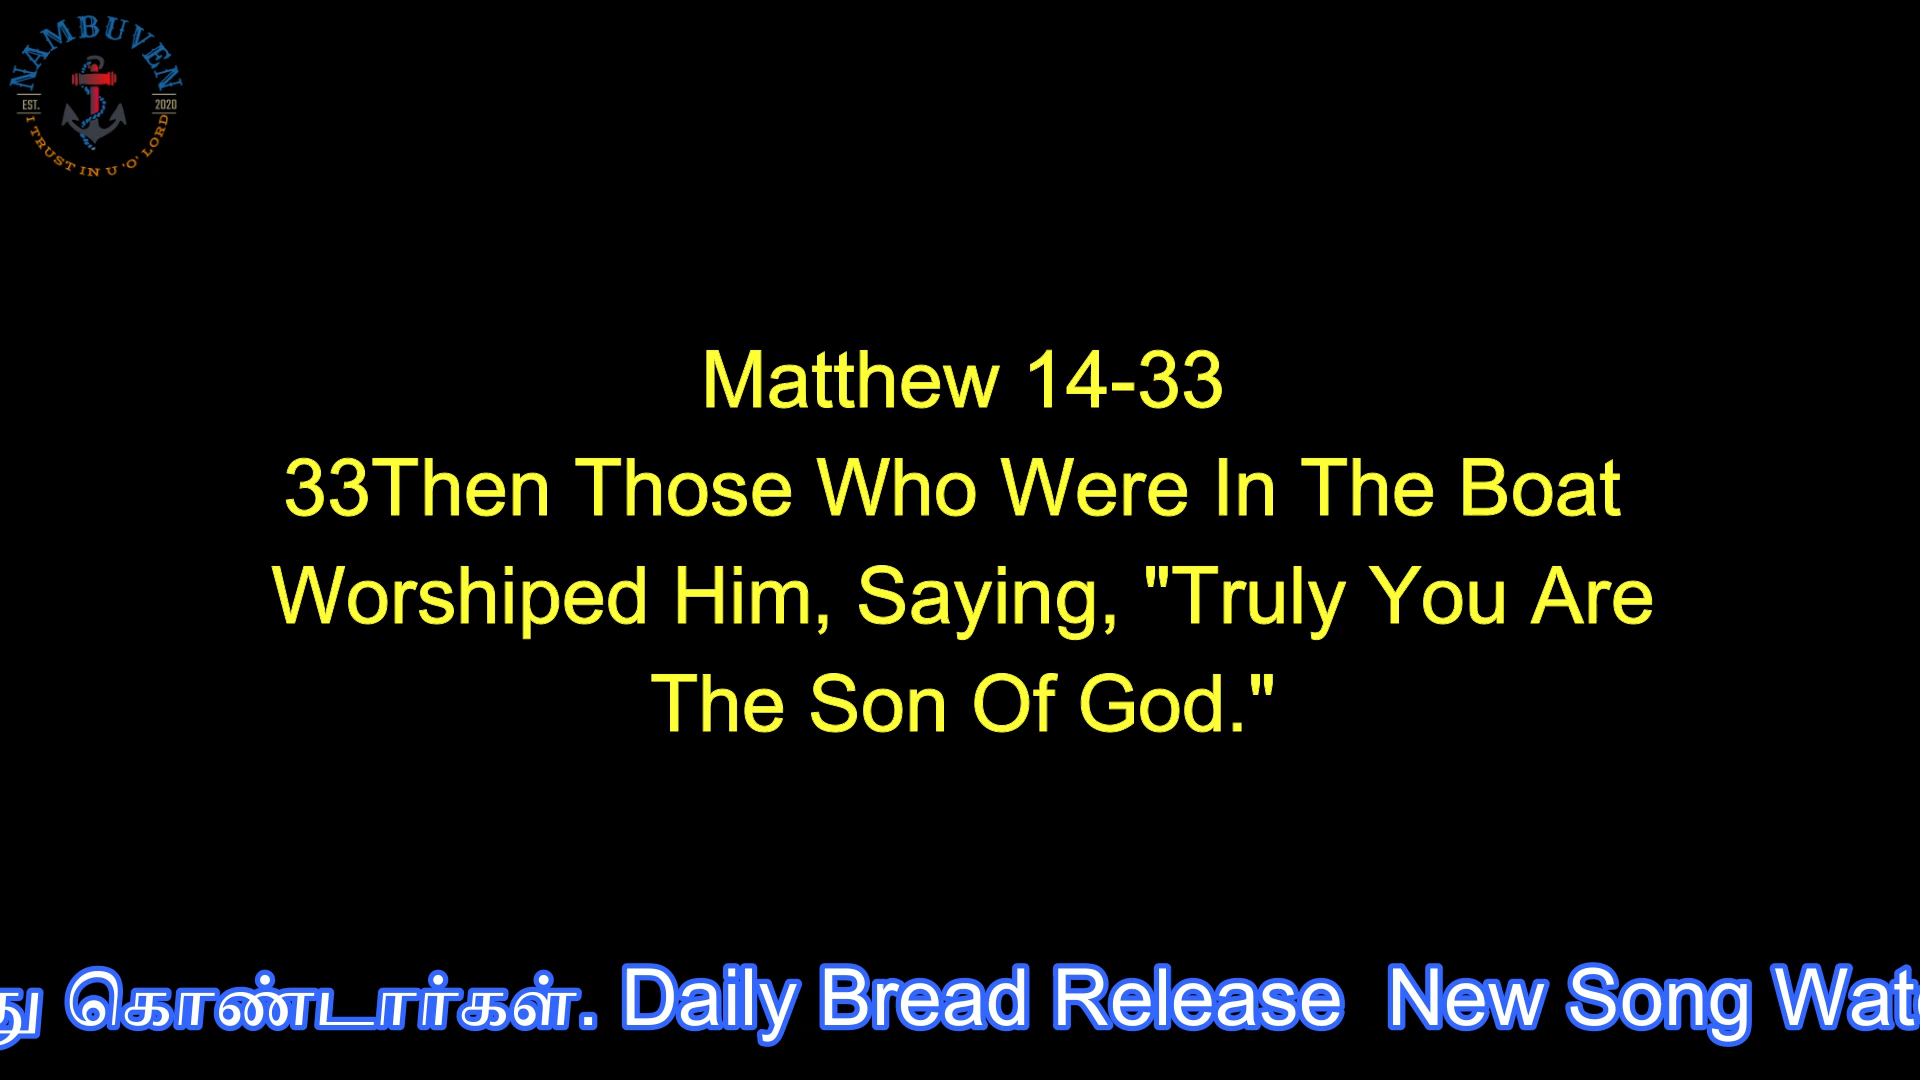 NAMBUVEN
EST. 2020
I TRUST IN U 'O' LORD
Matthew 14-33
33Then Those Who Were In The Boat
Worshiped Him, Saying, "Truly You Are
The Son Of God."
து கொண்டார்கள். Daily Bread Release  New Song Wat